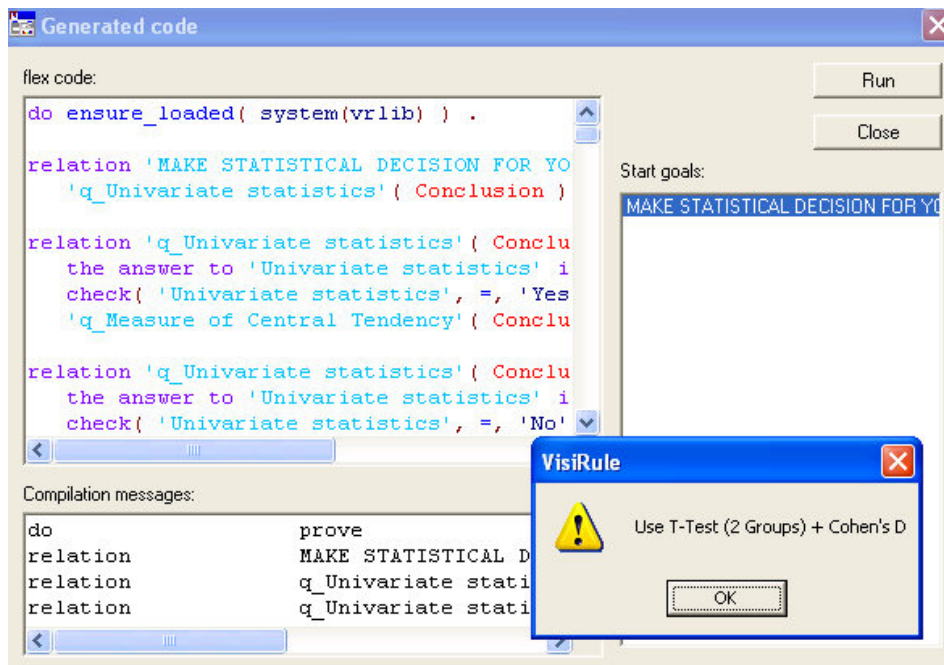 Generated code
flex code:
do ensure_loaded( system(vrlib) ) .
relation 'MAKE STATISTICAL DECISION FOR YO
'q_Univariate statistics'( Conclusion )
relation 'q_Univariate statistics'( Conclu
the answer to 'Univariate statistics' i
check( 'Univariate statistics', =, 'Yes
'q_Measure of Central Tendency'( Conclu
relation 'q_Univariate statistics'( Conclu
the answer to 'Univariate statistics' i
check( 'Univariate statistics', =, 'No'
Run
Close
Start goals:
MAKE STATISTICAL DECISION FOR YO
Compilation messages:
do prove
relation MAKE STATISTICAL D
relation q_Univariate stati
relation q_Univariate stati
VisiRule
Use T-Test (2 Groups) + Cohen's D
OK